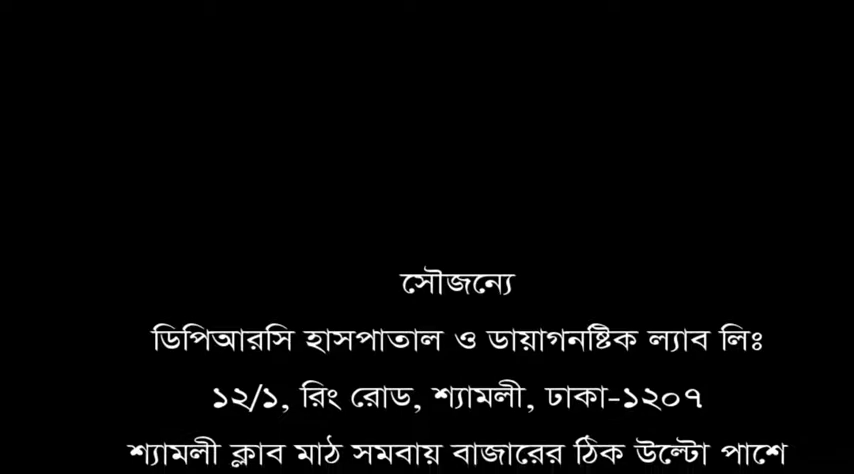 সৌজন্যে
ডিপিআরসি হাসপাতাল ও ডায়াগনষ্টিক ল্যাব লিঃ
১২/১, রিং রোড, শ্যামলী, ঢাকা-১২০৭
শ্যামলী ক্লাব মাঠ সমবায় বাজারের ঠিক উল্টো পাশে